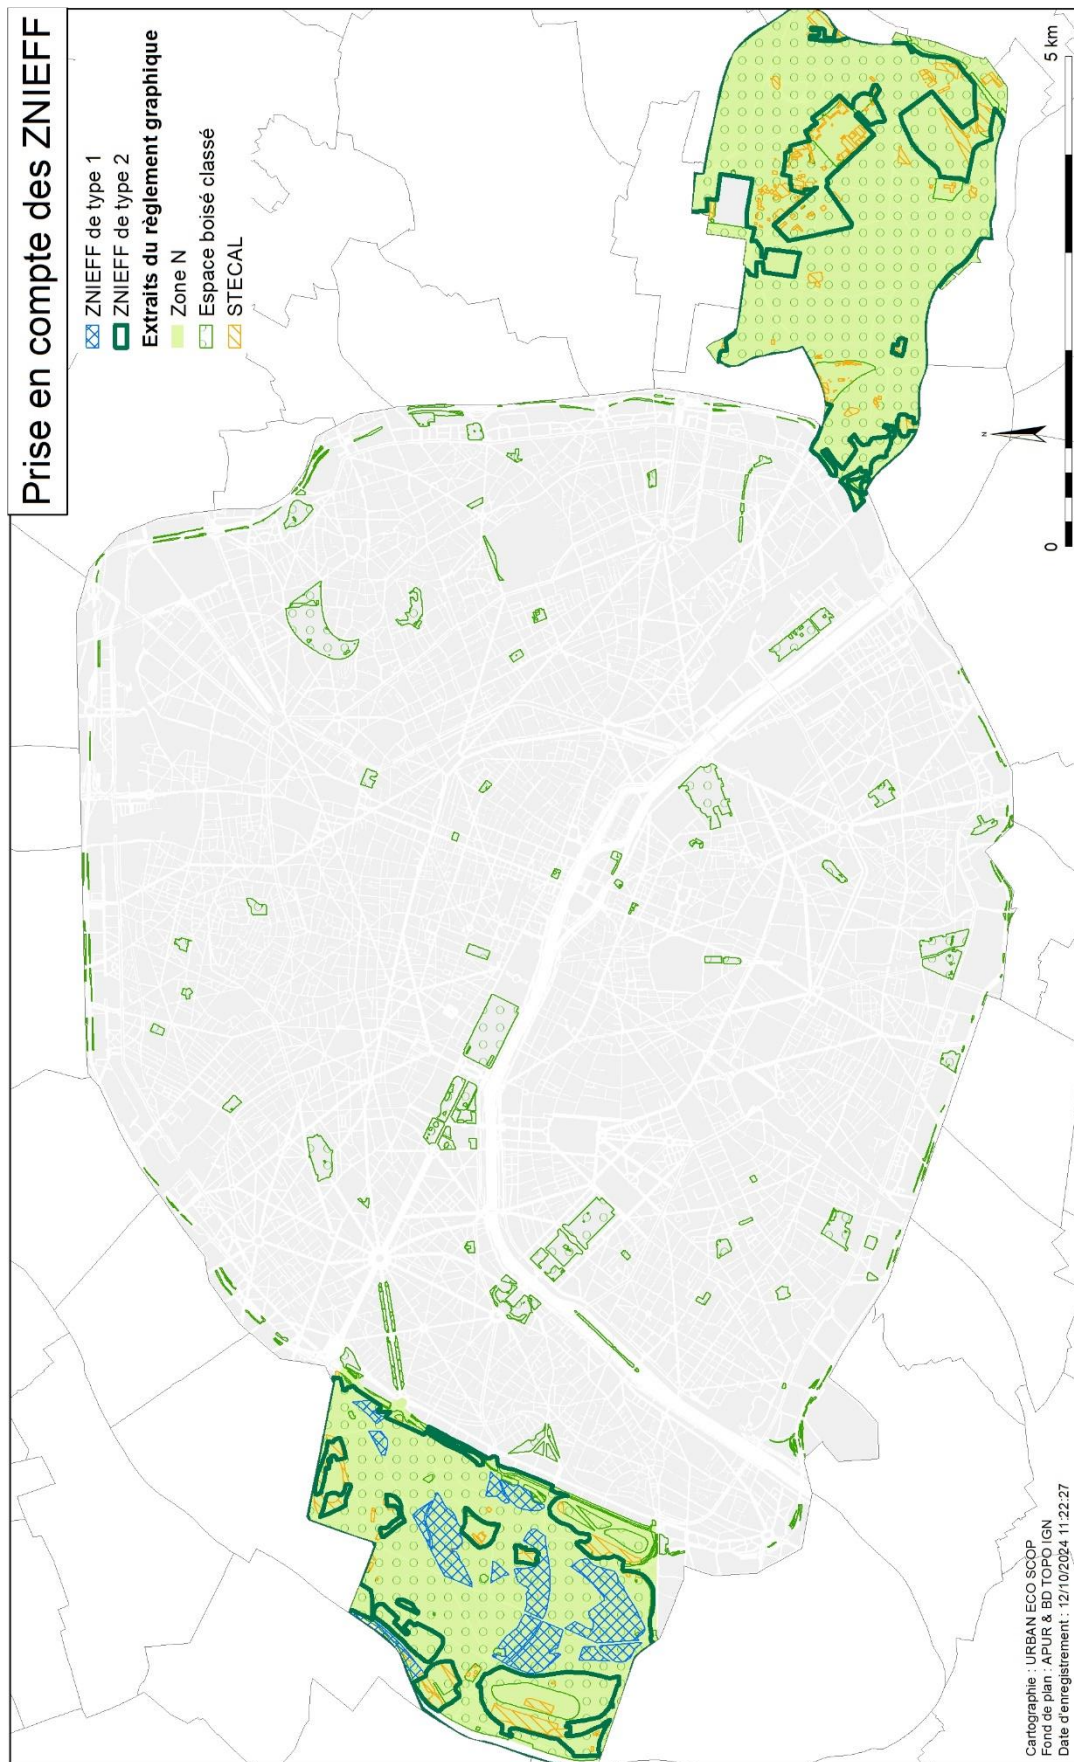 Prise en compte des ZNIEFF
ZNIEFF de type 1
ZNIEFF de type 2
Extraits du règlement graphique
Zone N
Espace boisé classé
STECAL
N
0
5 km
Cartographie : URBAN ECO SCOP
Fond de plan : APUR & BD TOPO IGN
Date d'enregistrement : 12/10/2024 11:22:27